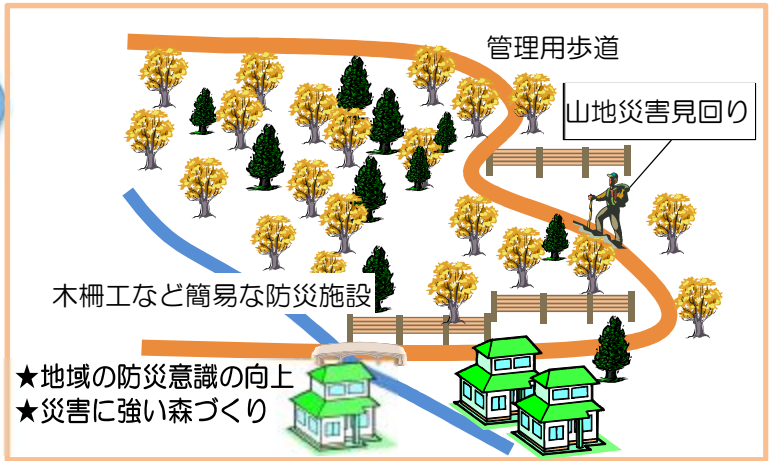 管理用歩道
山地災害見回り
木柵工など簡易な防災施設
★地域の防災意識の向上
★災害に強い森づくり